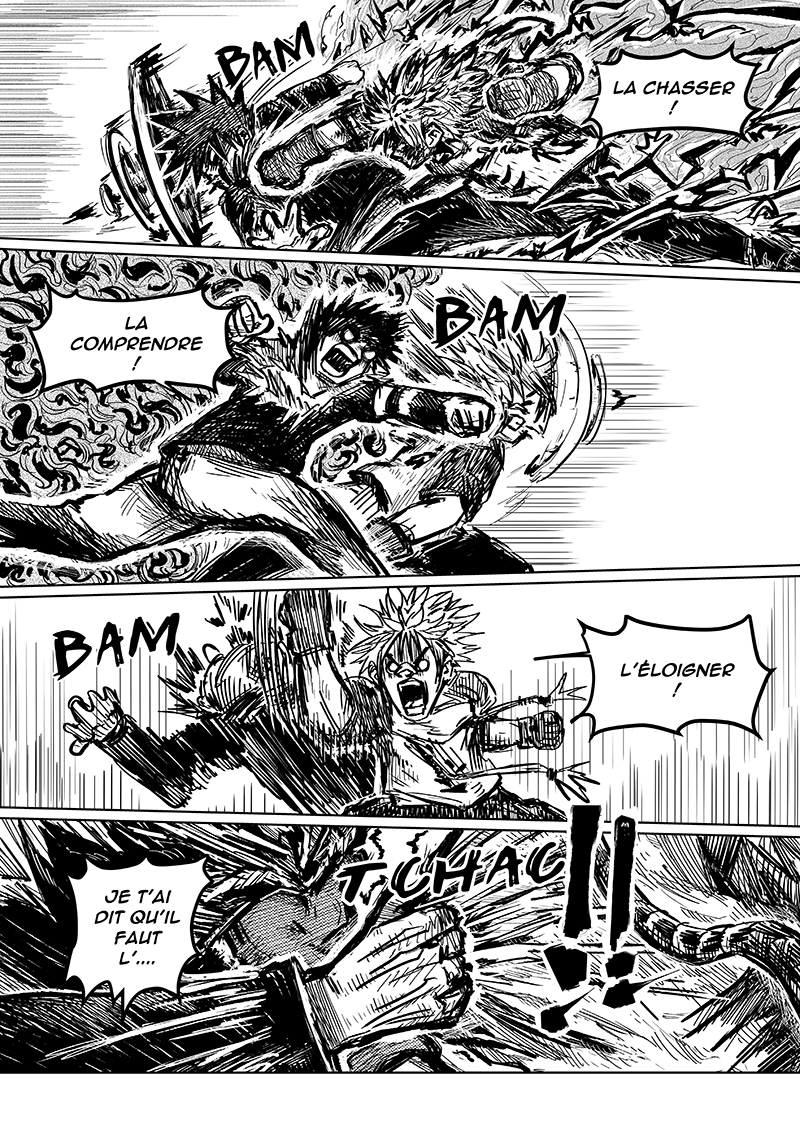 BAM
LA CHASSER
!
LA
COMPRENDRE
!
BAM
BAM
L'ÉLOIGNER
!
JE T'AI
DIT QU'IL
FAUT
L'....
TCHAC
!!